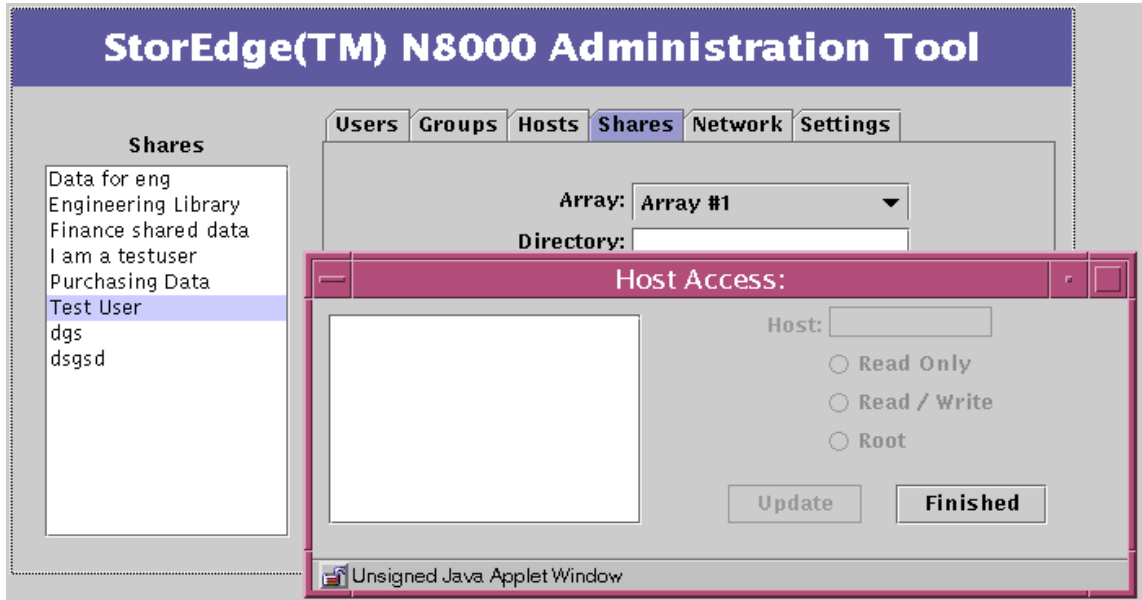 StorEdge(TM) N8000 Administration Tool
Users Groups Hosts Shares Network Settings
Shares
Data for eng
Engineering Library
Finance shared data
I am a testuser
Purchasing Data
Test User
dgs
dsgsd
Array: Array #1
Directory:
Host Access:
Host:
Read Only
Read / Write
Root
Update Finished
Unsigned Java Applet Window